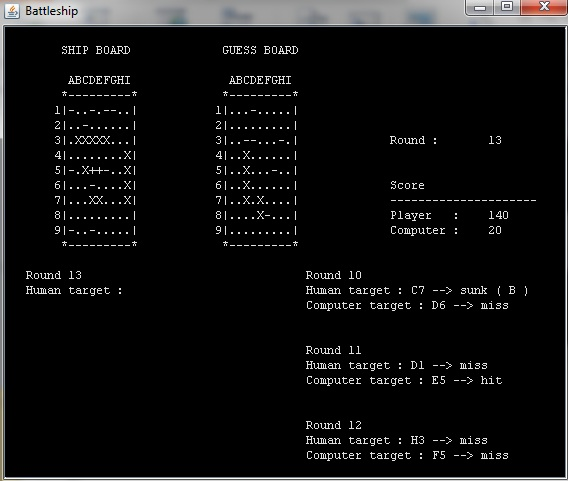 Battleship
SHIP BOARD
ABCDEFGHI
*---------*
1|-..-.--..|
2|..-......|
3|.XXXXX...|
4|........X|
5|-.X++-..X|
6|...-....X|
7|...XX...X|
8|.........|
9|-..-.....|
*---------*
GUESS BOARD
ABCDEFGHI
*---------*
1|...-.....|
2|.........|
3|..--...-.|
4|..X......|
5|..X...-..|
6|..X......|
7|..X.X....|
8|....X-...|
9|.........|
*---------*
Round : 13
Score
----------------------
Player : 140
Computer : 20
Round 13
Human target :
Round 10
Human target : C7 --> sunk ( B )
Computer target : D6 --> miss
Round 11
Human target : D1 --> miss
Computer target : E5 --> hit
Round 12
Human target : H3 --> miss
Computer target : F5 --> miss